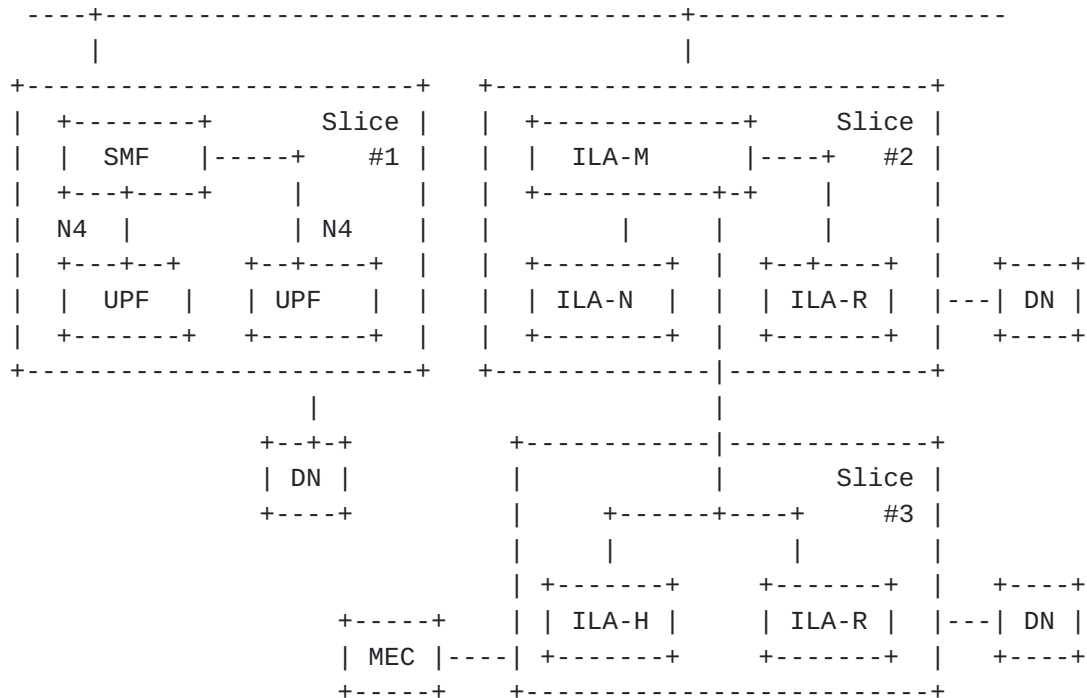 Slice Slice
SMF #1 ILA-M #2
N4 N4
UPF UPF ILA-N ILA-R DN
DN Slice
#3
ILA-H ILA-R DN
MEC